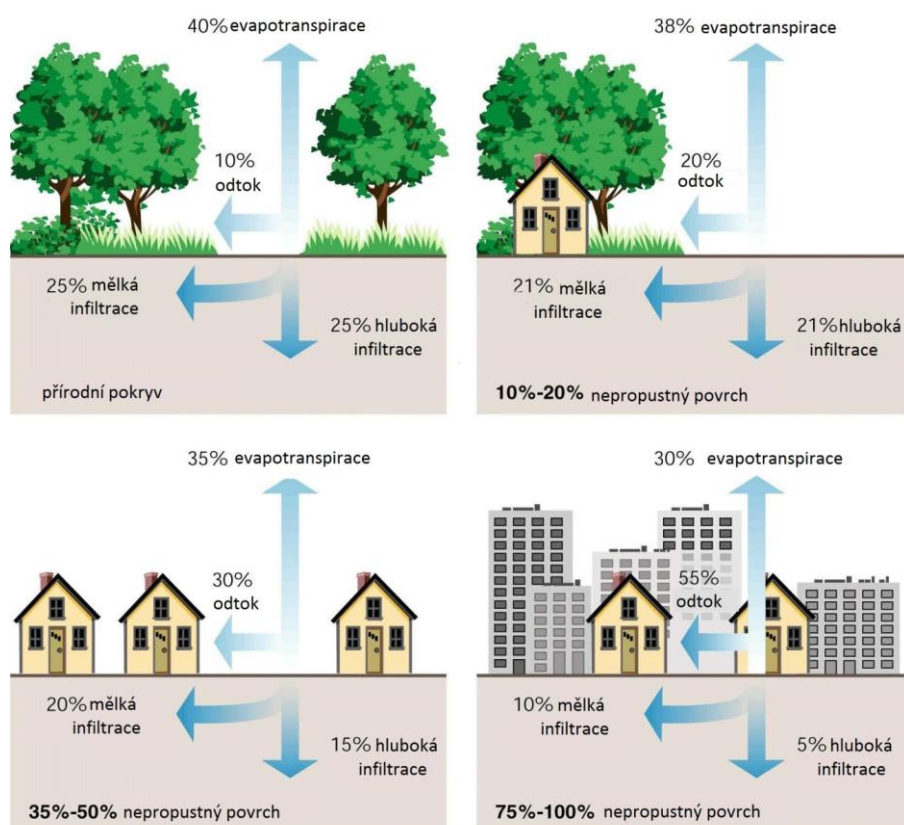 40% evapotranspirace
10%
odtok
25% mělká
infiltrace
25% hluboká
infiltrace
přírodní pokryv
38% evapotranspirace
20%
odtok
21% mělká
infiltrace
21% hluboká
infiltrace
10%-20% nepropustný povrch
35% evapotranspirace
30%
odtok
20% mělká
infiltrace
15% hluboká
infiltrace
35%-50% nepropustný povrch
30% evapotranspirace
55%
odtok
10% mělká
infiltrace
5% hluboká
infiltrace
75%-100% nepropustný povrch